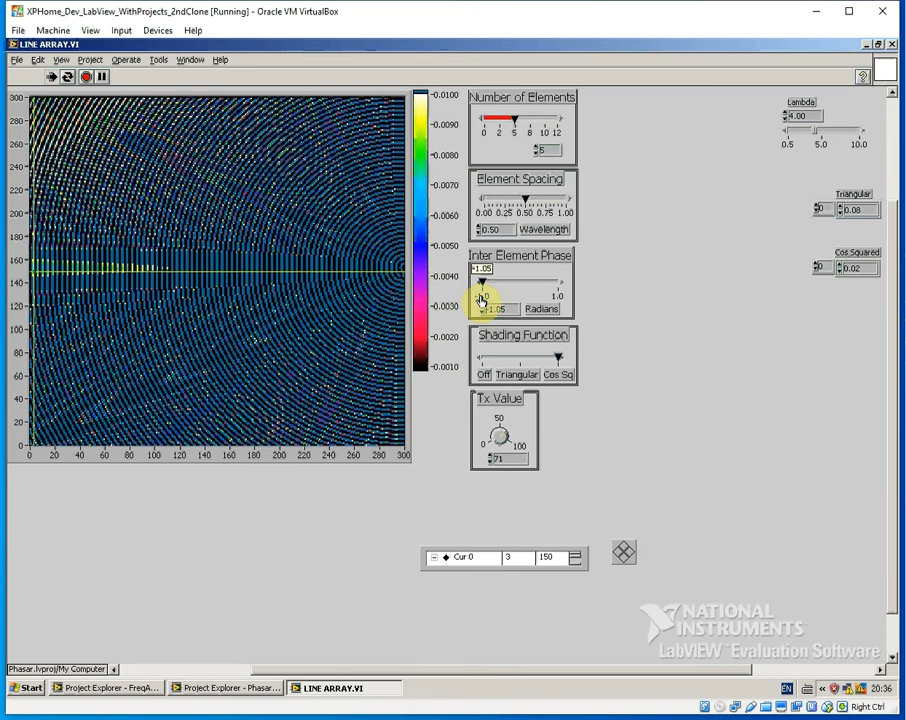 XPHome_Dev_LabView_WithProjects_2ndClone [Running] - Oracle VM VirtualBox
File Machine View Input Devices Help
LINE ARRAY.VI
File Edit View Project Operate Tools Window Help
300
280
260
240
220
200
180
160
140
120
100
80
60
40
20
0
0 20 40 60 80 100 120 140 160 180 200 220 240 260 280 300
-0.0100
-0.0090
-0.0080
-0.0070
-0.0060
-0.0050
-0.0040
-0.0030
-0.0020
-0.0010
Number of Elements
0 2 5 8 10 12
5
Element Spacing
0.00 0.25 0.50 0.75 1.00
0.50 Wavelength
Inter Element Phase
-1.05
1.0
-1.05 Radians
Shading Function
Off Triangular Cos Sq
Tx Value
50
0 100
71
Lambda
4.00
0.5 5.0 10.0
Triangular
0 0.08
Cos Squared
0 0.02
Cur 0 3 150
NATIONAL
INSTRUMENTS
LabVIEW Evaluation Software
Phasar.lvproj/My Computer
Start Project Explorer - FreqA... Project Explorer - Phasar... LINE ARRAY.VI EN 20:36
Right Ctrl